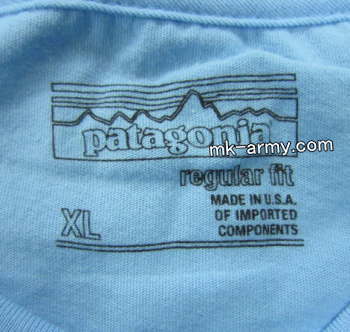 patagonia
mk-army.com
regular fit
XL
MADE IN U.S.A.
OF IMPORTED
COMPONENTS